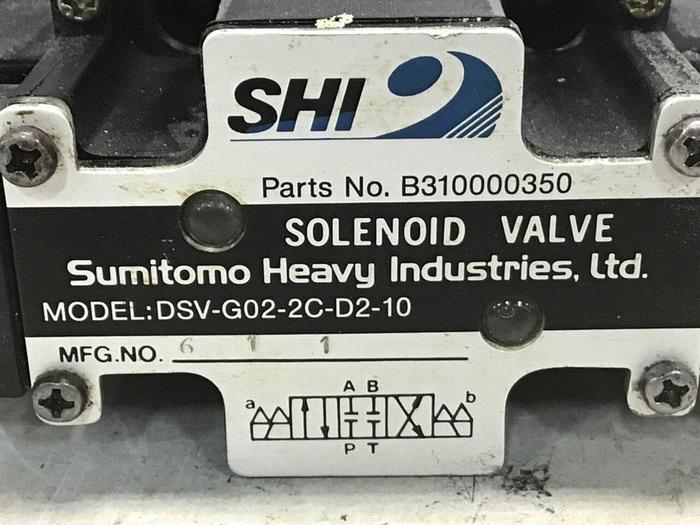 SHI
Parts No. B310000350
SOLENOID VALVE
Sumitomo Heavy Industries, Ltd.
MODEL:DSV-G02-2C-D2-10
MFG.NO. 6 1 1
A B
a b
P T